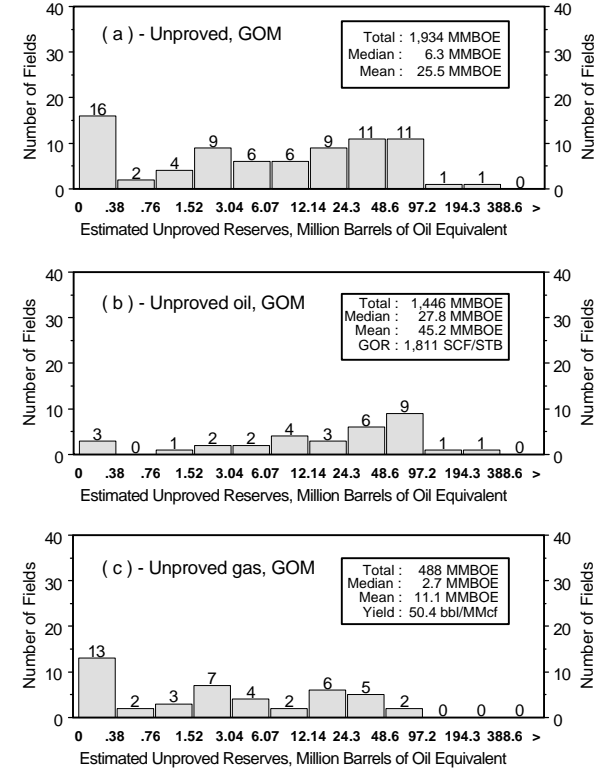 40 40
( a ) - Unproved, GOM
Total : 1,934 MMBOE
Median : 6.3 MMBOE
Mean : 25.5 MMBOE
30 30
Number of Fields
Number of Fields
20 20
16
11 11
9 9
10 10
6 6
4
2
1 1 0
0 0
0 .38 .76 1.52 3.04 6.07 12.14 24.3 48.6 97.2 194.3 388.6 >
Estimated Unproved Reserves, Million Barrels of Oil Equivalent
40 40
( b ) - Unproved oil, GOM
Total : 1,446 MMBOE
Median : 27.8 MMBOE
Mean : 45.2 MMBOE
GOR : 1,811 SCF/STB
30 30
Number of Fields
Number of Fields
20 20
10 10
9
6
3 0 1 2 2 4 3 1 1 0
0 0
0 .38 .76 1.52 3.04 6.07 12.14 24.3 48.6 97.2 194.3 388.6 >
Estimated Unproved Reserves, Million Barrels of Oil Equivalent
40 40
( c ) - Unproved gas, GOM
Total : 488 MMBOE
Median : 2.7 MMBOE
Mean : 11.1 MMBOE
Yield : 50.4 bbl/MMcf
30 30
Number of Fields
Number of Fields
20 20
13
10 10
7 6 5
2 3 4 2 2 0 0 0
0 0
0 .38 .76 1.52 3.04 6.07 12.14 24.3 48.6 97.2 194.3 388.6 >
Estimated Unproved Reserves, Million Barrels of Oil Equivalent